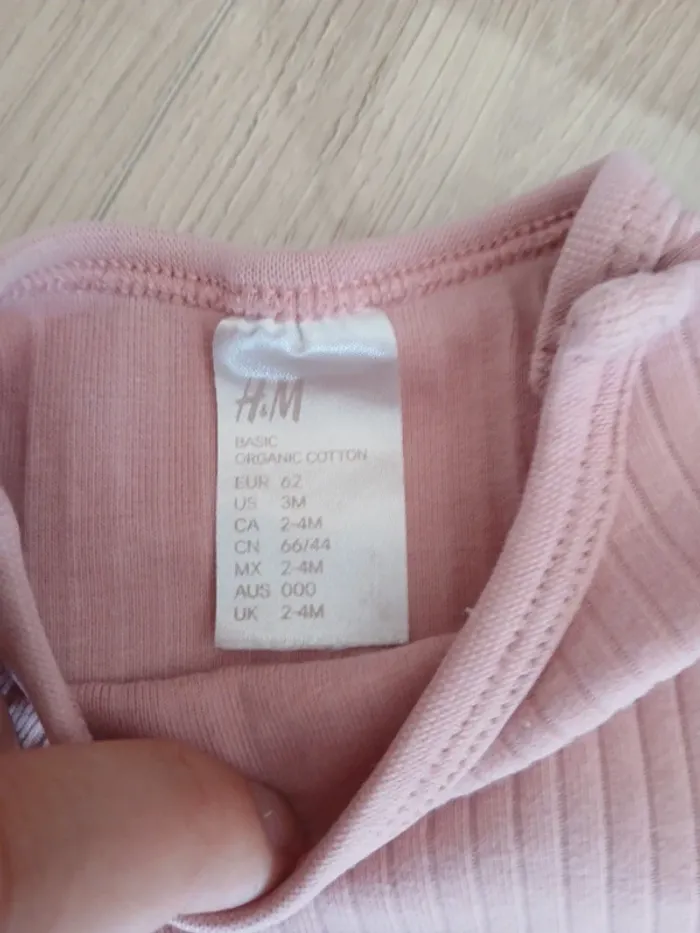 H&M
BASIC
ORGANIC COTTON
EUR 62
US 3M
CA 2-4M
CN 66/44
MX 2-4M
AUS 000
UK 2-4M